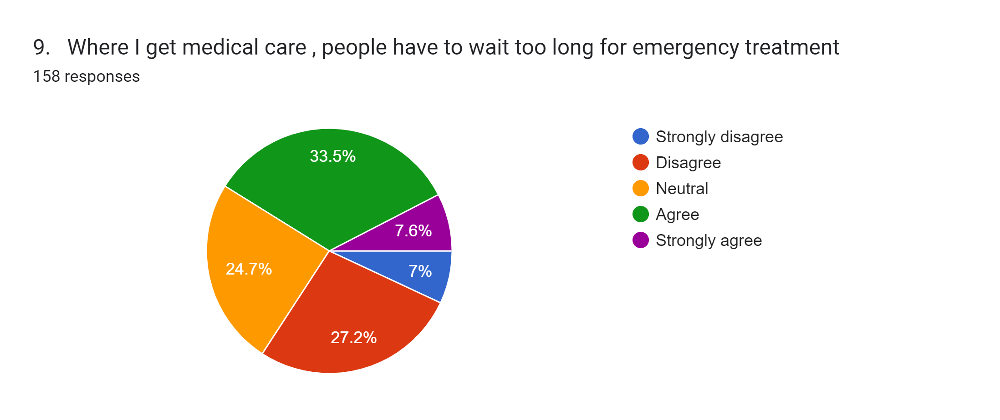 9. Where I get medical care , people have to wait too long for emergency treatment
158 responses
33.5%
7.6%
7%
24.7%
27.2%
Strongly disagree
Disagree
Neutral
Agree
Strongly agree